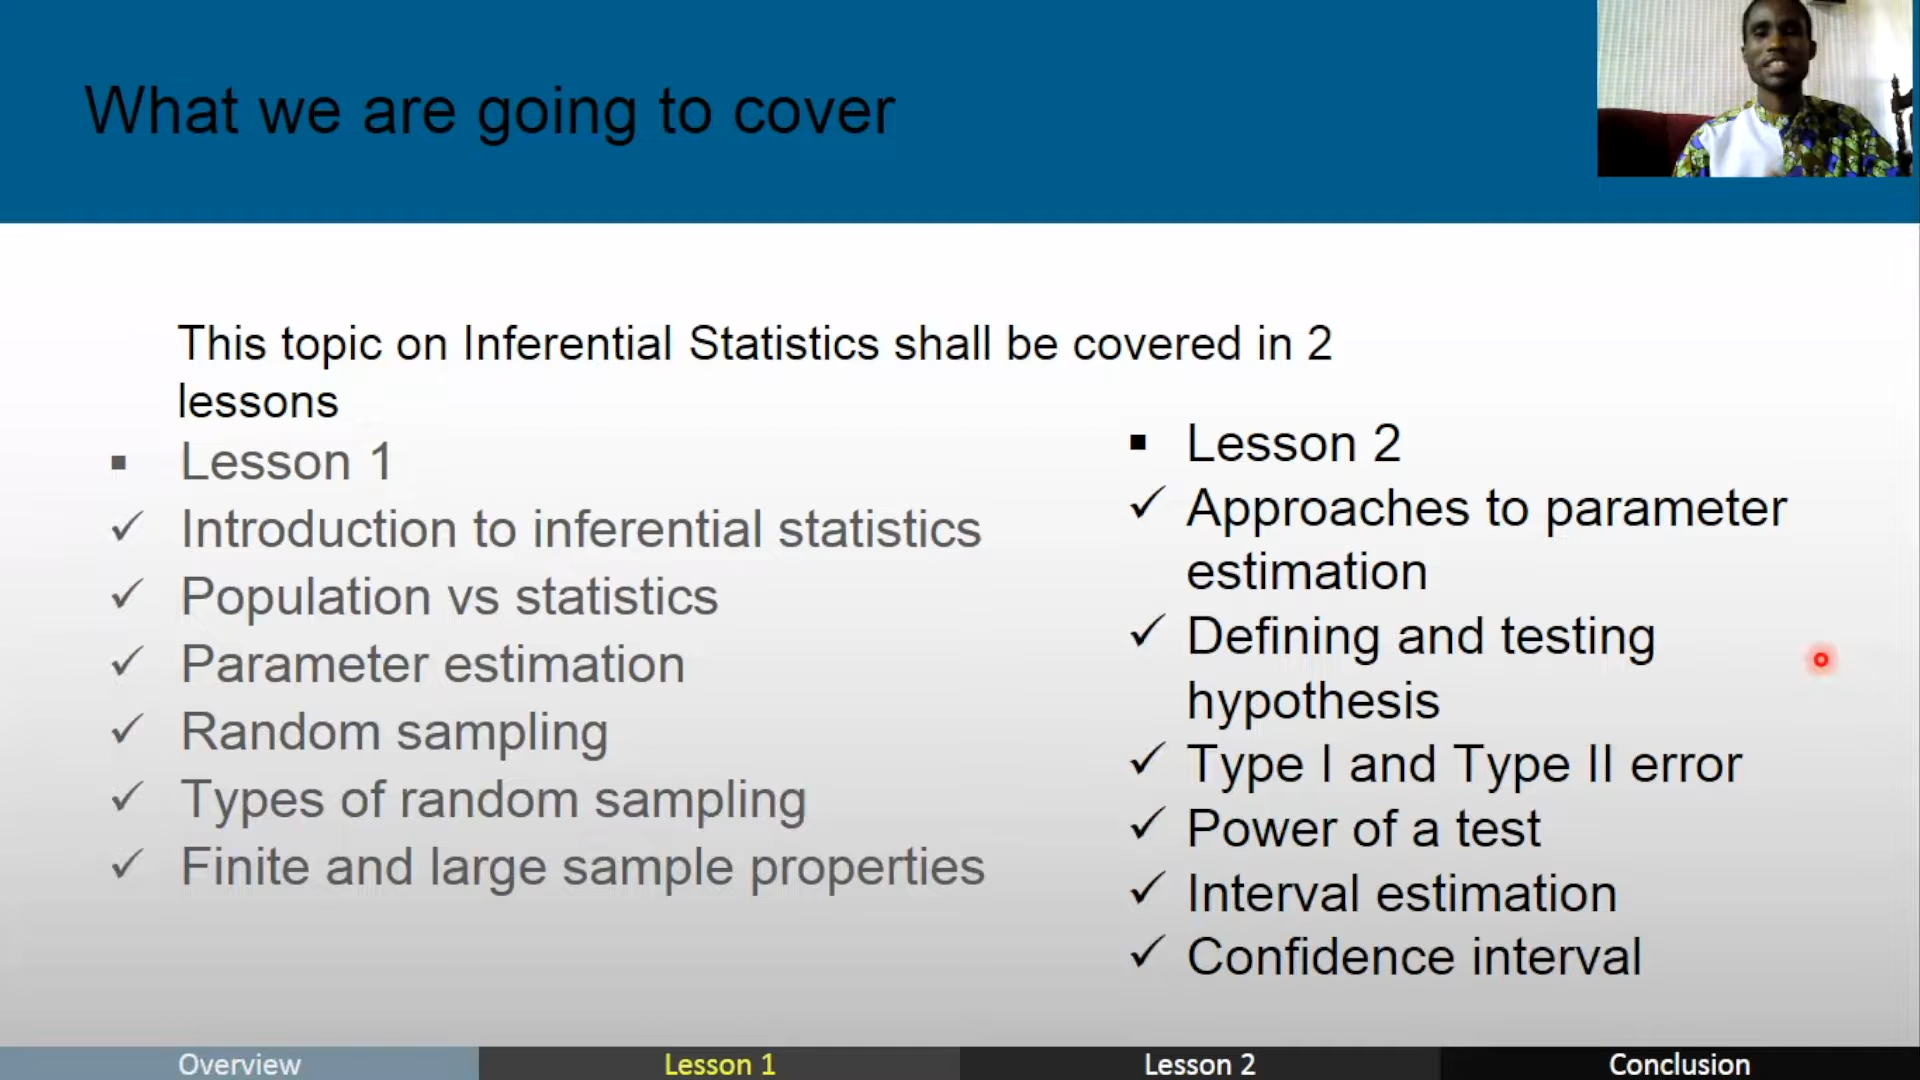 What we are going to cover
This topic on Inferential Statistics shall be covered in 2
lessons
▪ Lesson 1
✓ Introduction to inferential statistics
✓ Population vs statistics
✓ Parameter estimation
✓ Random sampling
✓ Types of random sampling
✓ Finite and large sample properties
▪ Lesson 2
✓ Approaches to parameter
estimation
✓ Defining and testing
hypothesis
✓ Type I and Type II error
✓ Power of a test
✓ Interval estimation
✓ Confidence interval
Overview
Lesson 1
Lesson 2
Conclusion